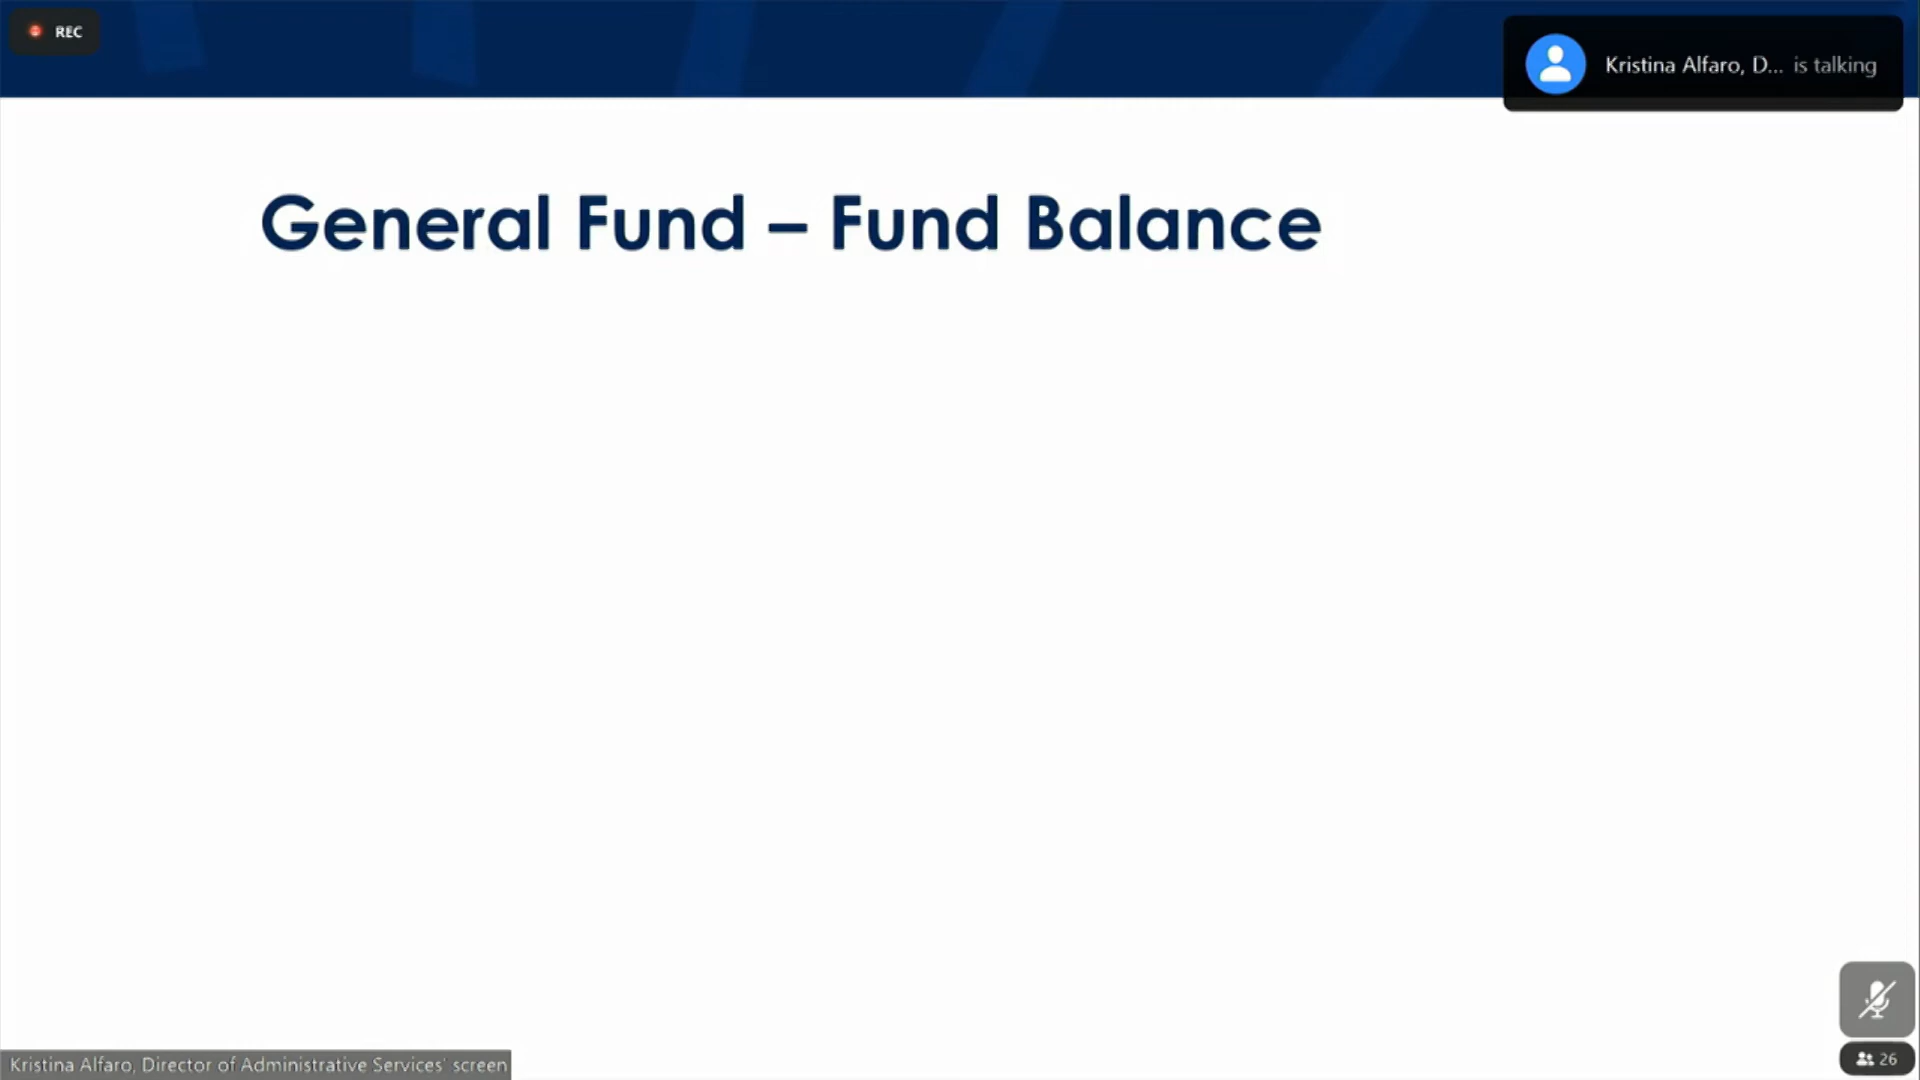 REC
Kristina Alfaro, D... is talking
General Fund – Fund Balance
Kristina Alfaro, Director of Administrative Services' screen
26